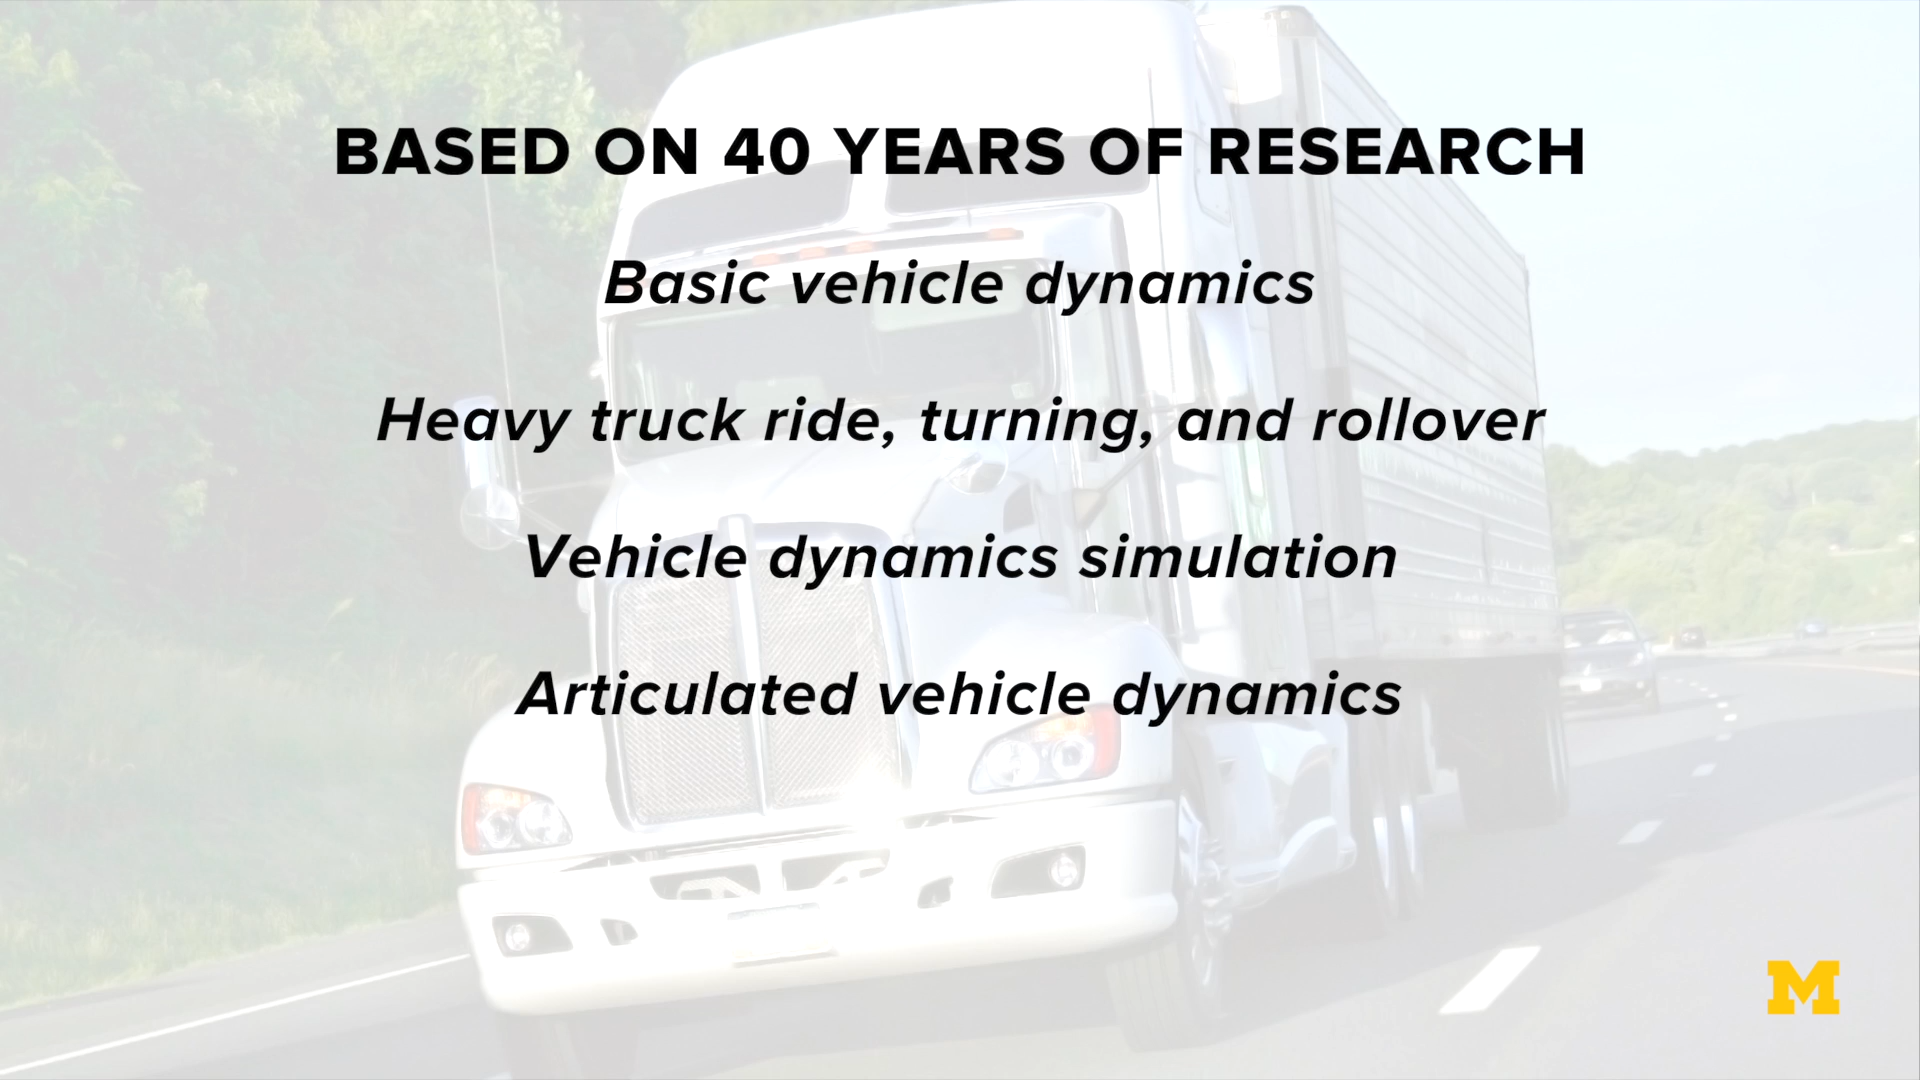 BASED ON 40 YEARS OF RESEARCH
Basic vehicle dynamics
Heavy truck ride, turning, and rollover
Vehicle dynamics simulation
Articulated vehicle dynamics
M